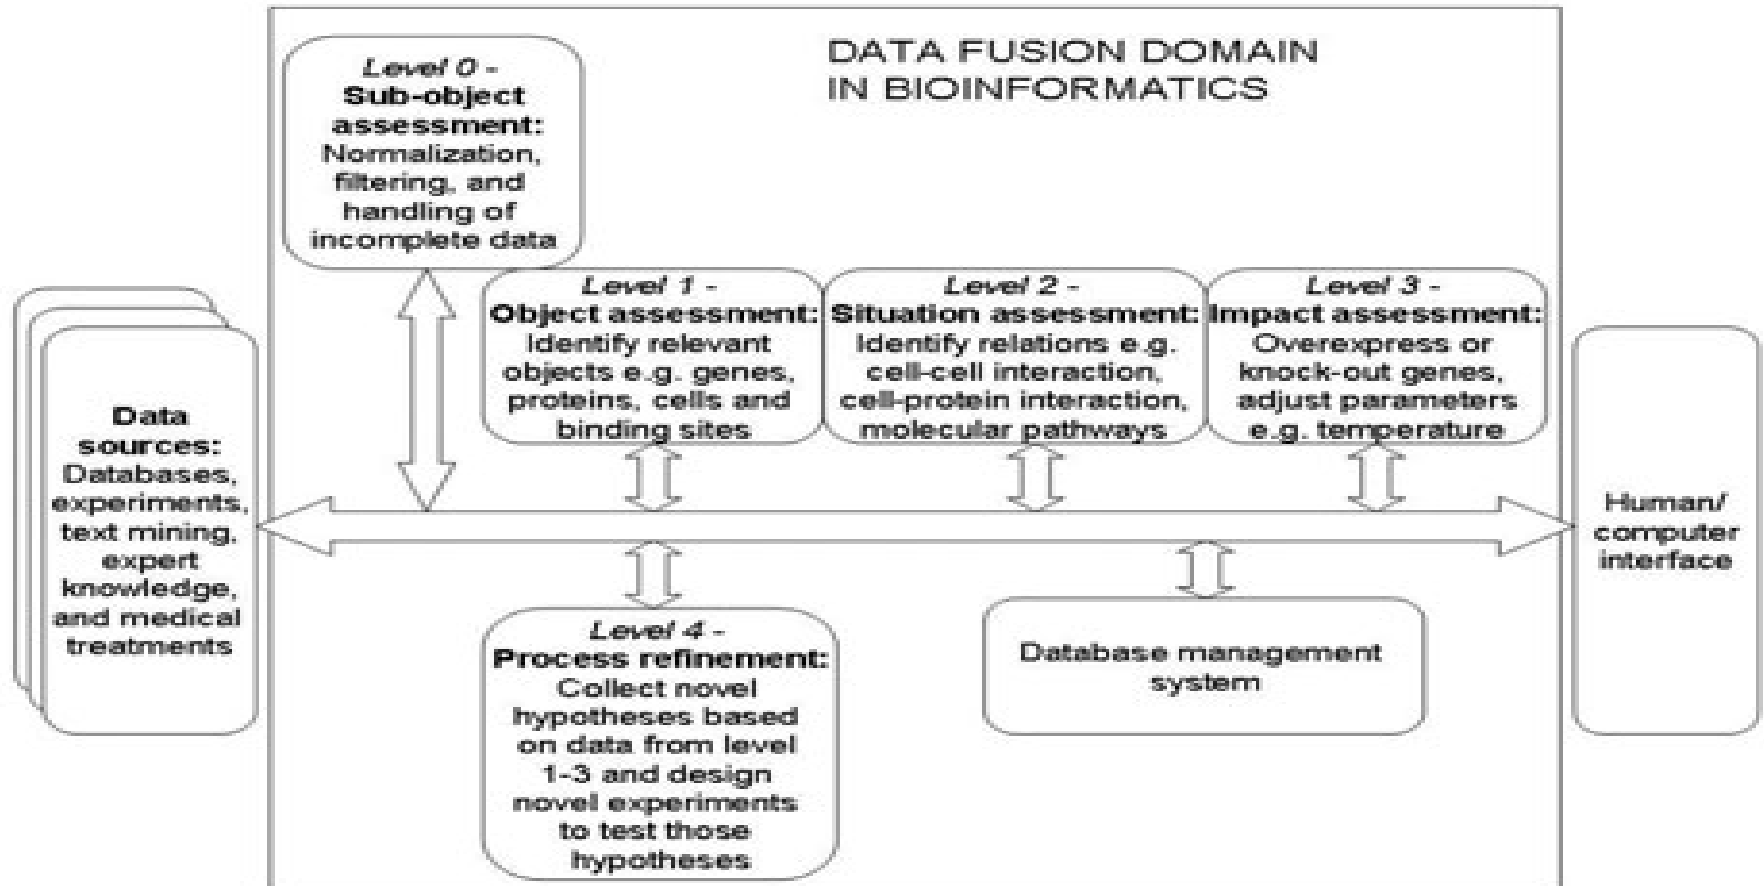 DATA FUSION DOMAIN
IN BIOINFORMATICS
Level 0 -
Sub-object
assessment:
Normalization,
filtering, and
handling of
incomplete data
Level 1 -
Object assessment:
Identify relevant
objects e.g. genes,
proteins, cells and
binding sites
Level 2 -
Situation assessment:
Identify relations e.g.
cell-cell interaction,
cell-protein interaction,
molecular pathways
Level 3 -
Impact assessment:
Overexpress or
knock-out genes,
adjust parameters
e.g. temperature
Data
sources:
Databases,
experiments,
text mining,
expert
knowledge,
and medical
treatments
Human/
computer
interface
Level 4 -
Process refinement:
Collect novel
hypotheses based
on data from level
1-3 and design
novel experiments
to test those
hypotheses
Database management
system